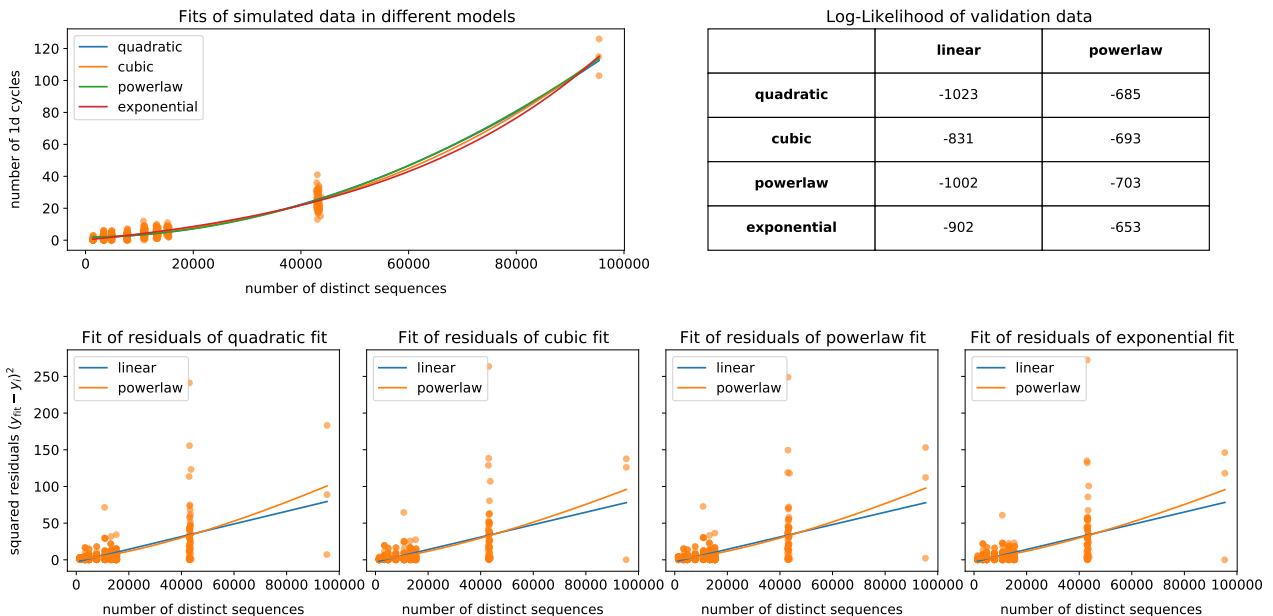 Fits of simulated data in different models
number of 1d cycles
120
100
80
60
40
20
0
quadratic
cubic
powerlaw
exponential
0 20000 40000 60000 80000 100000
number of distinct sequences
Log-Likelihood of validation data
linear powerlaw
quadratic -1023 -685
cubic -831 -693
powerlaw -1002 -703
exponential -902 -653
Fit of residuals of quadratic fit
squared residuals (y_fit − y_i)^2
250
200
150
100
50
0
linear
powerlaw
0 20000 40000 60000 80000 100000
number of distinct sequences
Fit of residuals of cubic fit
linear
powerlaw
0 20000 40000 60000 80000 100000
number of distinct sequences
Fit of residuals of powerlaw fit
linear
powerlaw
0 20000 40000 60000 80000 100000
number of distinct sequences
Fit of residuals of exponential fit
linear
powerlaw
0 20000 40000 60000 80000 100000
number of distinct sequences